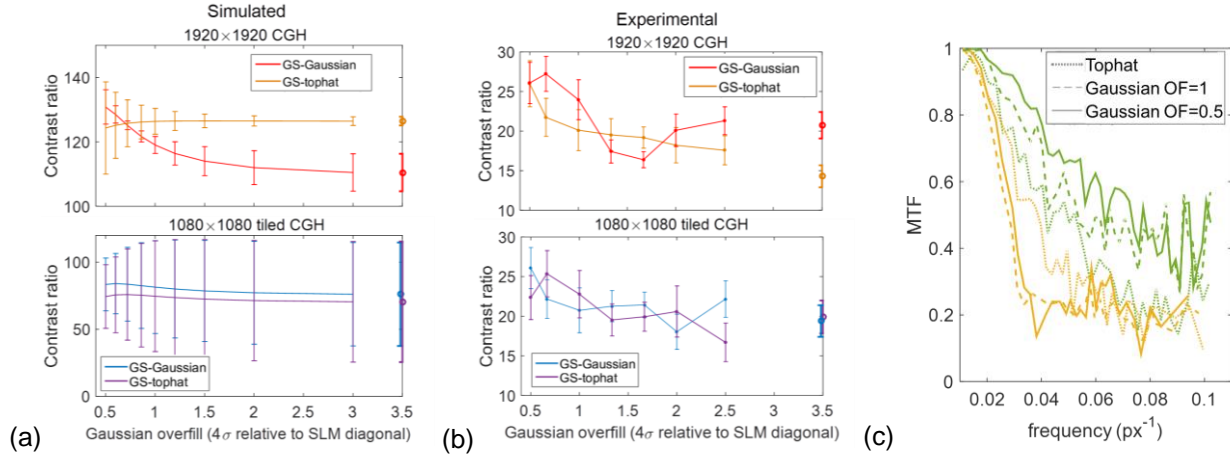 Simulated
1920×1920 CGH
GS-Gaussian
GS-tophat
Contrast ratio
140
120
100
1080×1080 tiled CGH
Contrast ratio
100
50
0
GS-Gaussian
GS-tophat
0.5 1 1.5 2 2.5 3 3.5
(a) Gaussian overfill (4σ relative to SLM diagonal)
Experimental
1920×1920 CGH
GS-Gaussian
GS-tophat
Contrast ratio
30
25
20
15
10
1080×1080 tiled CGH
Contrast ratio
30
25
20
15
10
GS-Gaussian
GS-tophat
0.5 1 1.5 2 2.5 3 3.5
(b) Gaussian overfill (4σ relative to SLM diagonal)
Tophat
Gaussian OF=1
Gaussian OF=0.5
MTF
1
0.8
0.6
0.4
0.2
0
0.02 0.04 0.06 0.08 0.1
(c) frequency (px⁻¹)